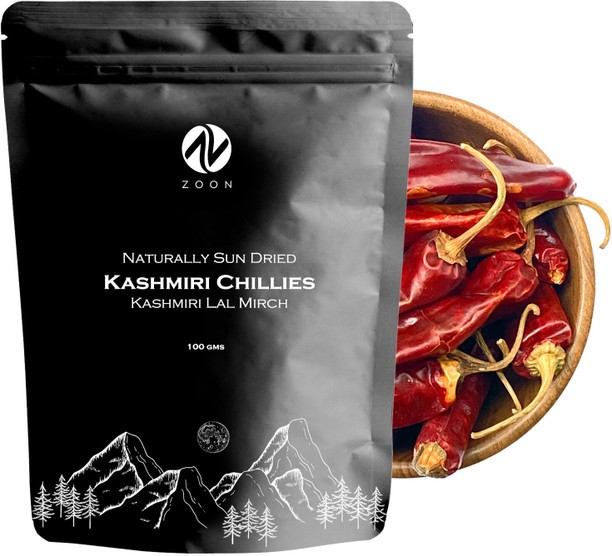 ZOON
NATURALLY SUN DRIED
KASHMIRI CHILLIES
KASHMIRI LAL MIRCH
100 GMS